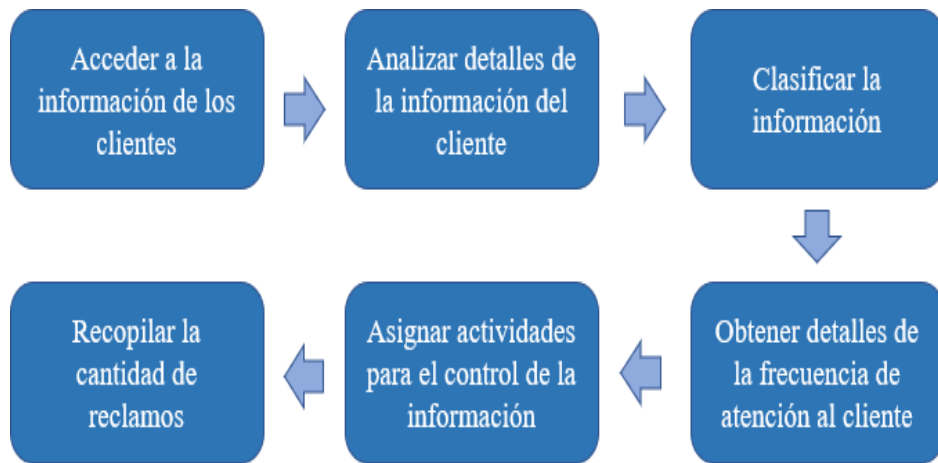 Acceder a la
información de los
clientes
Analizar detalles de
la información del
cliente
Clasificar la
información
Obtener detalles de
la frecuencia de
atención al cliente
Asignar actividades
para el control de la
información
Recopilar la
cantidad de
reclamos